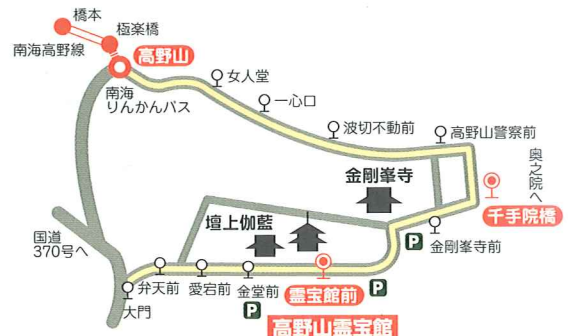 橋本
極楽橋
南海高野線
高野山
南海
りんかんバス
女人堂
一心口
波切不動前
高野山警察前
奥之院へ
千手院橋
金剛峯寺
金剛峯寺前
P
壇上伽藍
国道
370号へ
大門
弁天前
愛宕前
金堂前
P
霊宝館前
P
高野山霊宝館